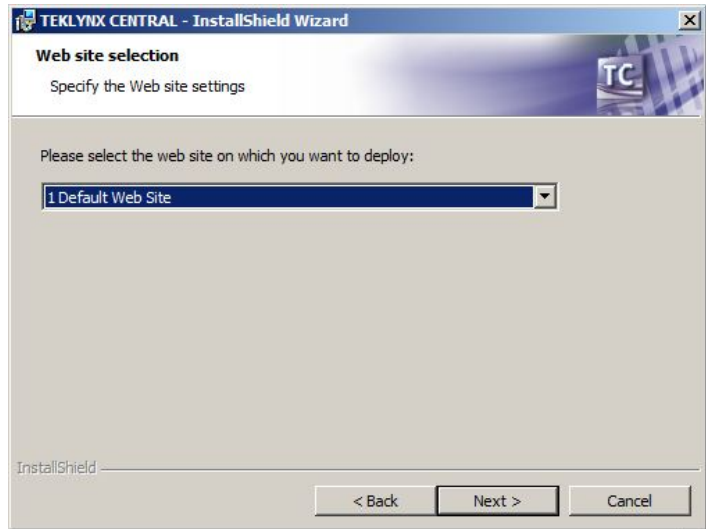 TEKLYNX CENTRAL - InstallShield Wizard
Web site selection
Specify the Web site settings
TC
Please select the web site on which you want to deploy:
1 Default Web Site
InstallShield
< Back Next > Cancel